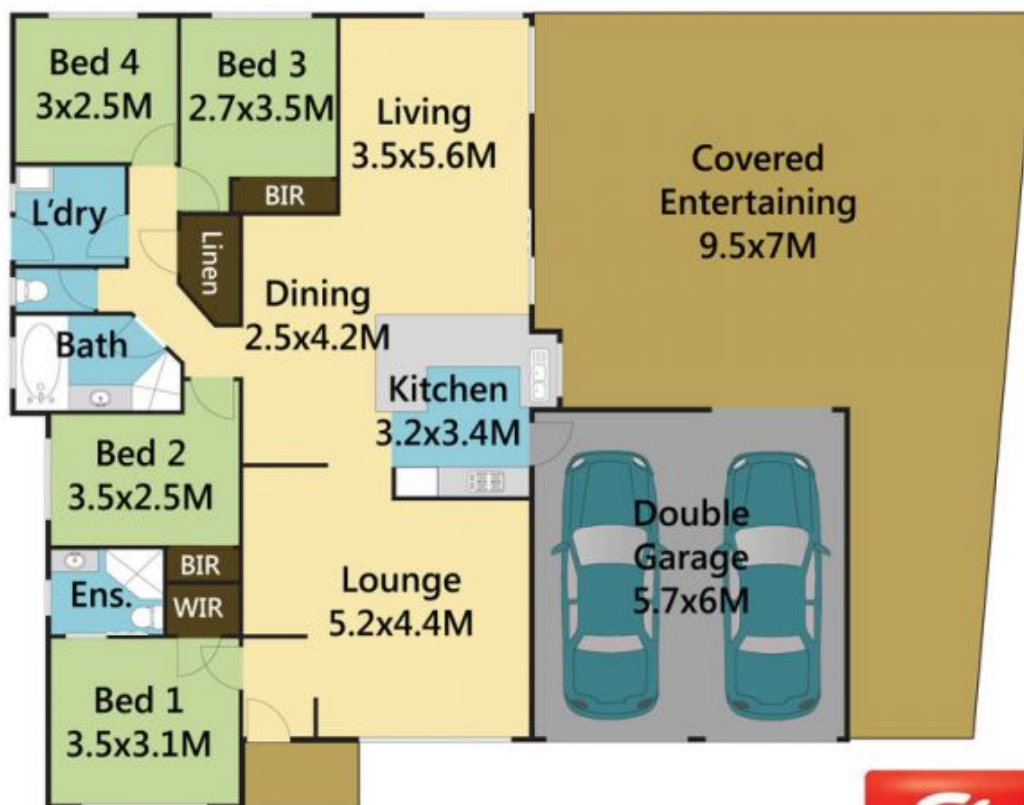 Bed 4
3x2.5M
Bed 3
2.7x3.5M
Living
3.5x5.6M
Covered
Entertaining
9.5x7M
BIR
L'dry
Linen
Dining
2.5x4.2M
Bath
Kitchen
3.2x3.4M
Bed 2
3.5x2.5M
Double
Garage
5.7x6M
BIR
Ens.
WIR
Lounge
5.2x4.4M
Bed 1
3.5x3.1M